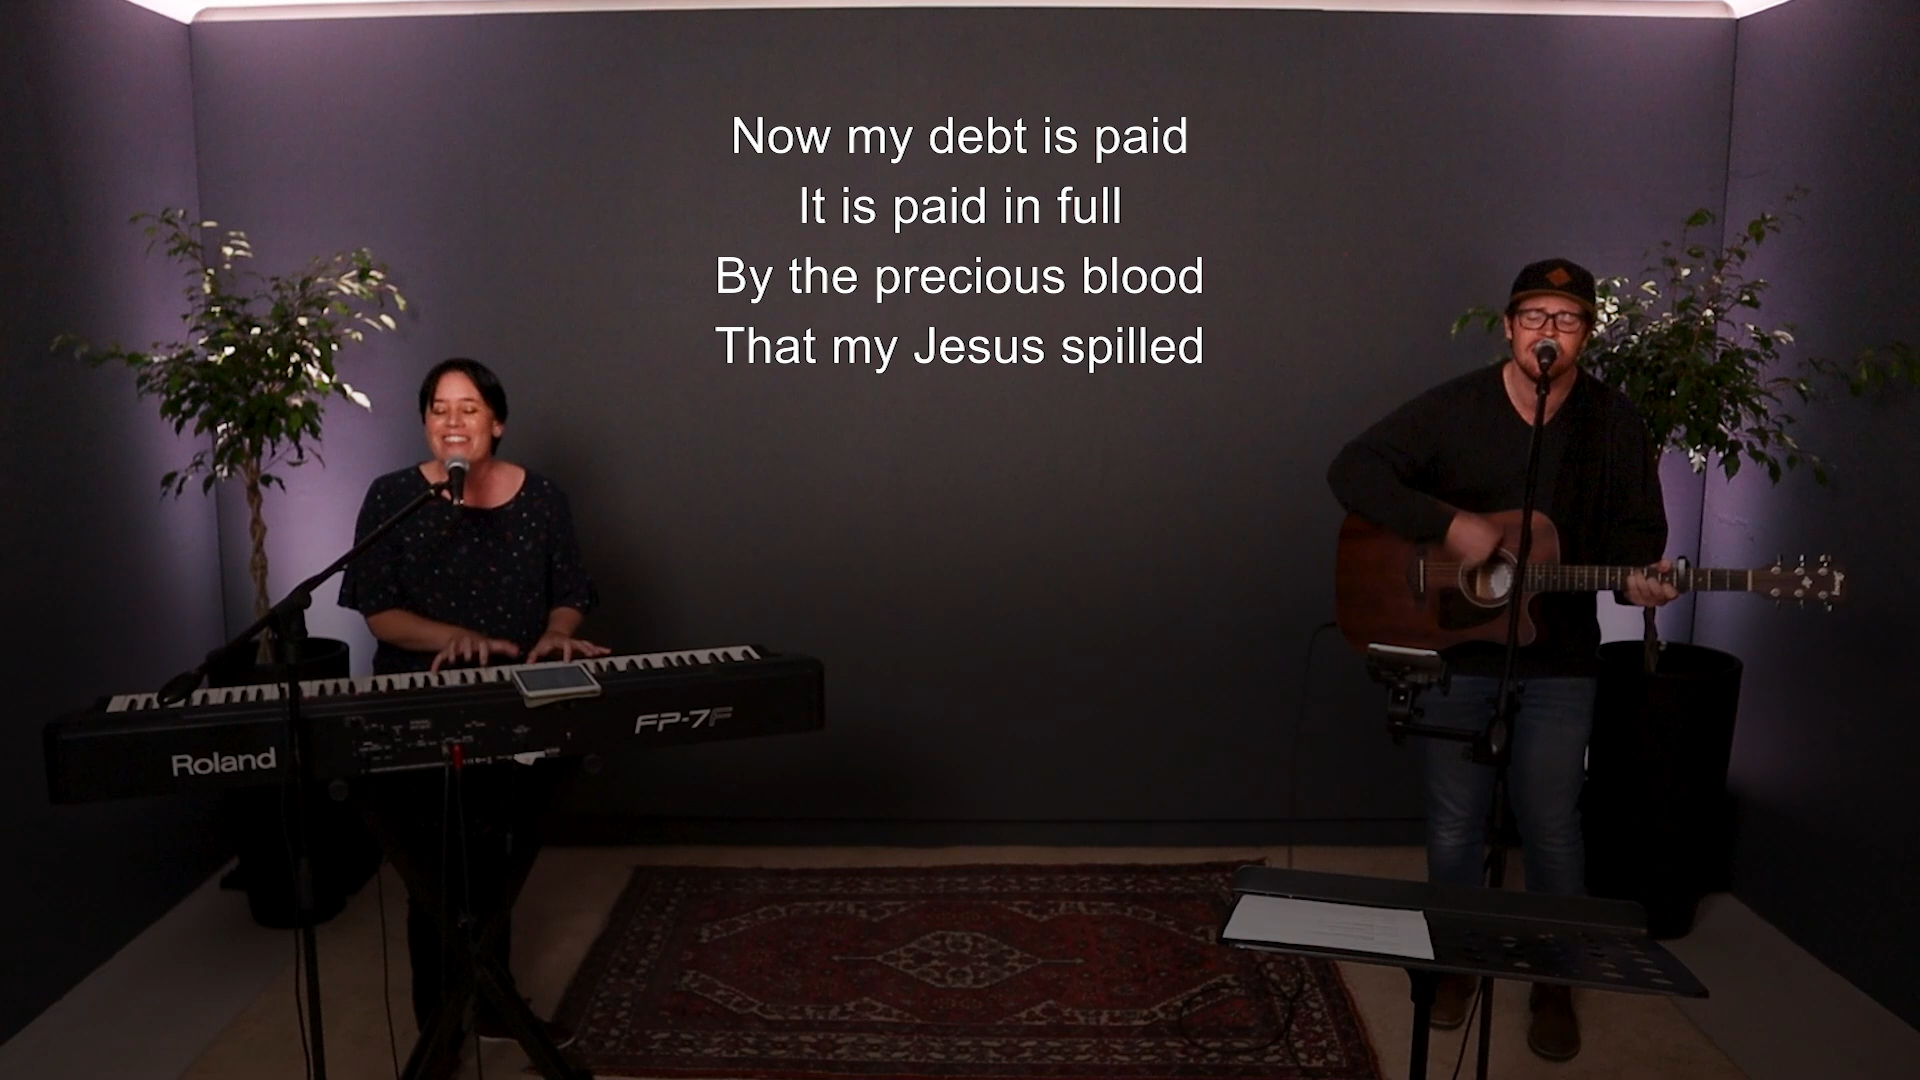 Now my debt is paid
It is paid in full
By the precious blood
That my Jesus spilled
Roland
FP-7F